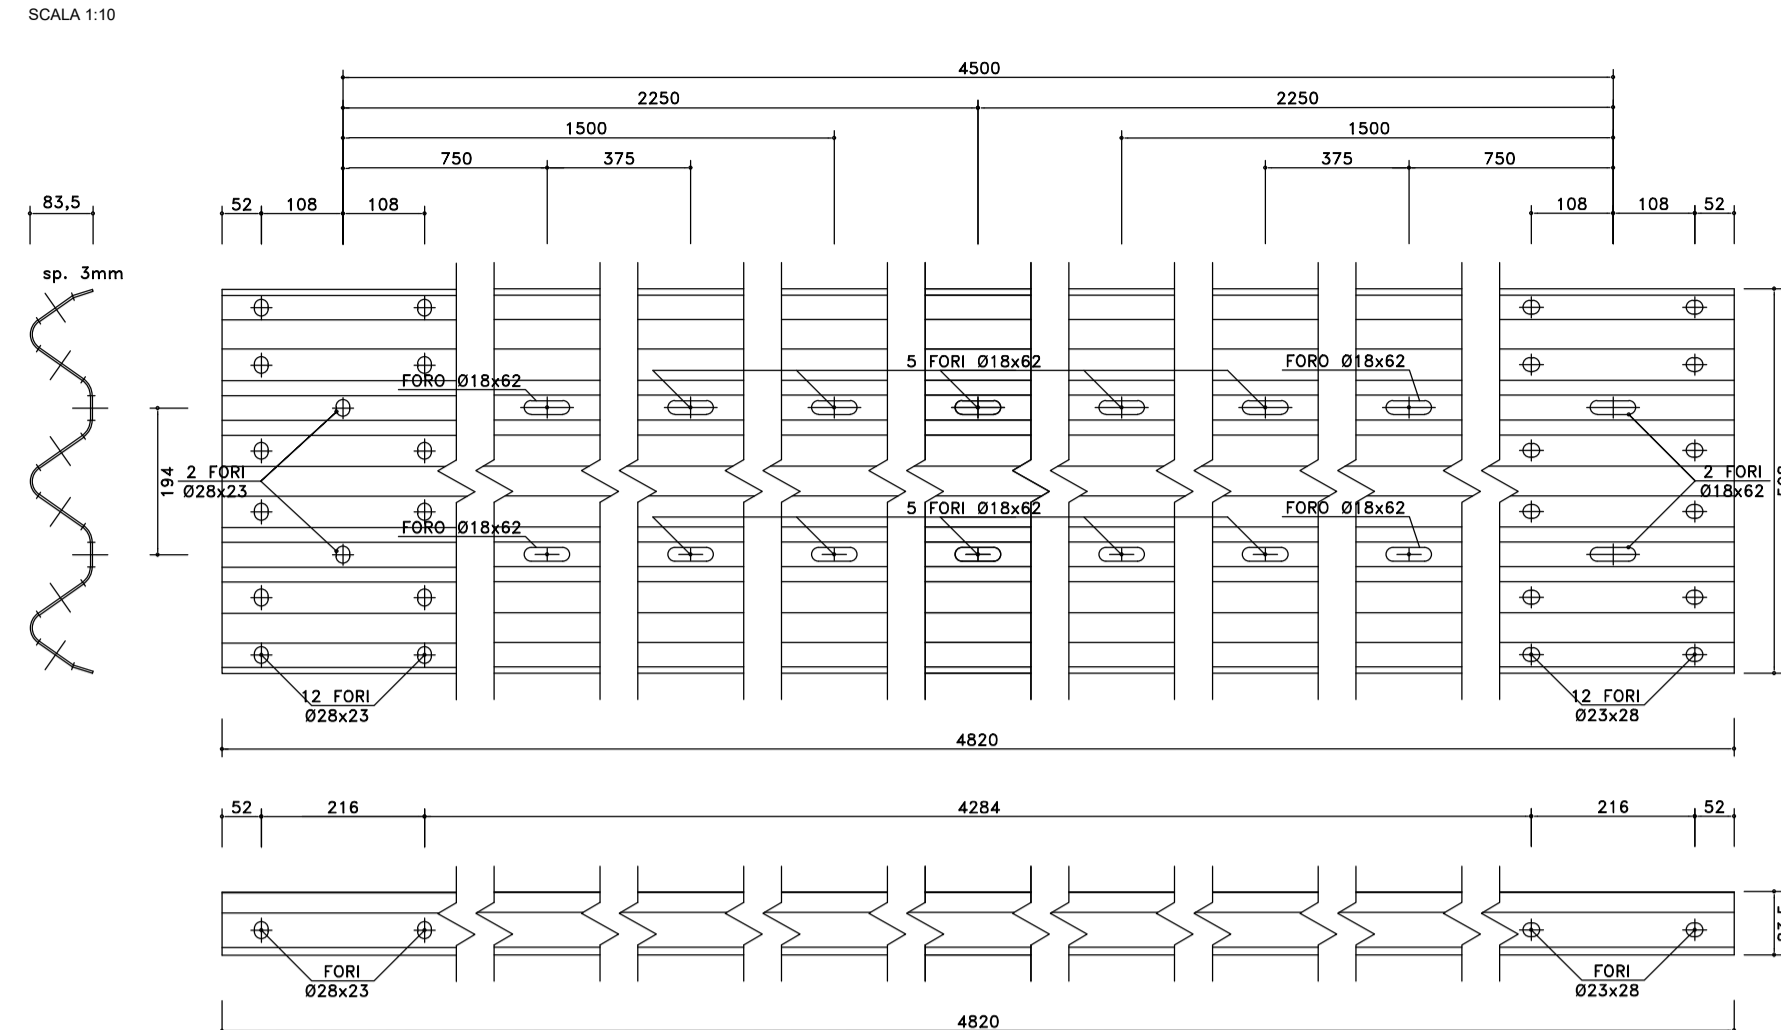 SCALA 1:10
4500
2250 2250
1500 1500
750 375 375 750
83,5 52 108 108 108 108 52
sp. 3mm
5 FORI Ø18x62 FORO Ø18x62
FORO Ø18x62
194
2 FORI
Ø28x23
2 FORI
Ø18x62
5 FORI Ø18x62 FORO Ø18x62
FORO Ø18x62
12 FORI
Ø28x23
12 FORI
Ø23x28
4820
52 216 4284 216 52
FORI
Ø28x23
FORI
Ø23x28
4820